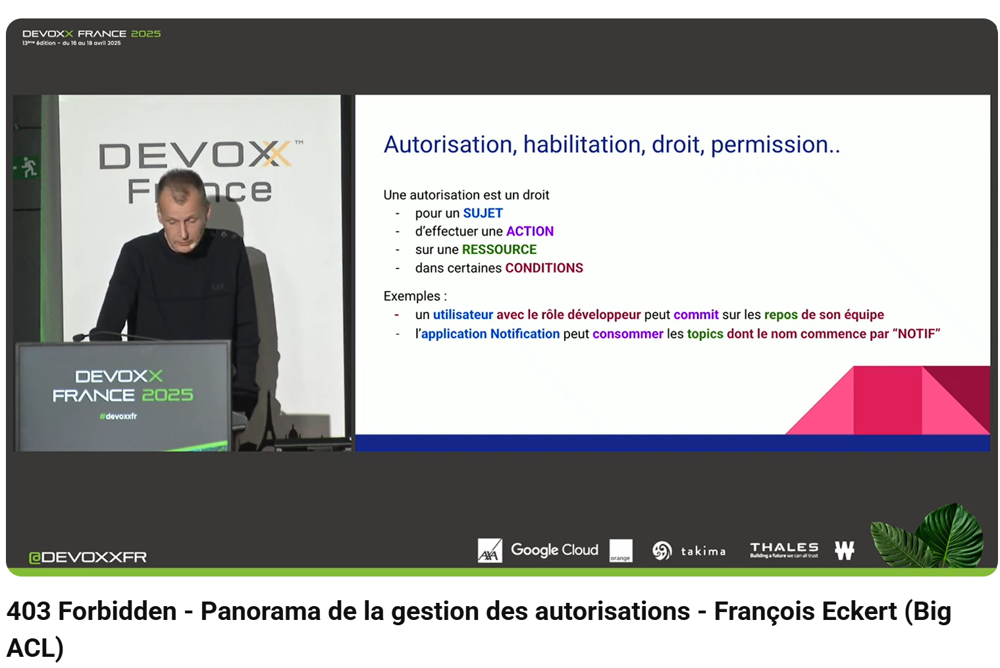 DEVOXX FRANCE 2025
13ème édition – du 16 au 18 avril 2025
DEVOXX™
France
DEVOXX
FRANCE 2025
#devoxxfr
Autorisation, habilitation, droit, permission..
Une autorisation est un droit
- pour un SUJET
- d’effectuer une ACTION
- sur une RESSOURCE
- dans certaines CONDITIONS
Exemples :
- un utilisateur avec le rôle développeur peut commit sur les repos de son équipe
- l’application Notification peut consommer les topics dont le nom commence par “NOTIF”
@DEVOXXFR
AXA
Google Cloud
orange
takima
THALES
Building a future we can all trust
W
403 Forbidden - Panorama de la gestion des autorisations - François Eckert (Big
ACL)